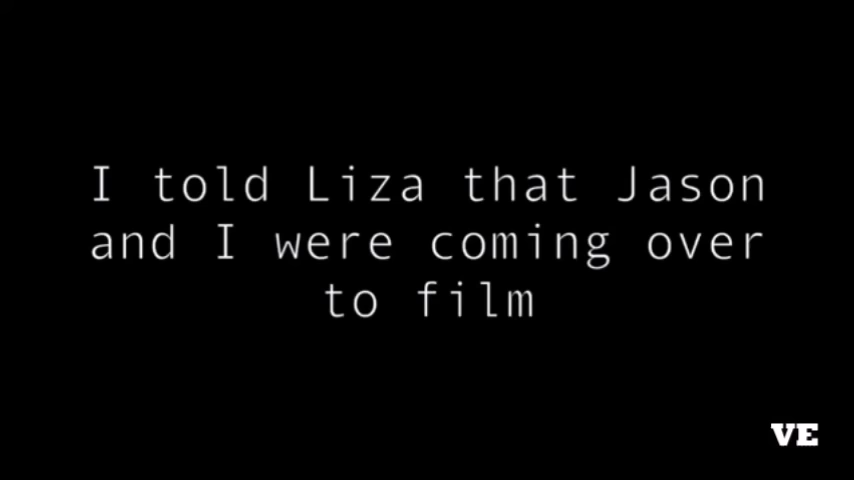 I told Liza that Jason
and I were coming over
to film
VE